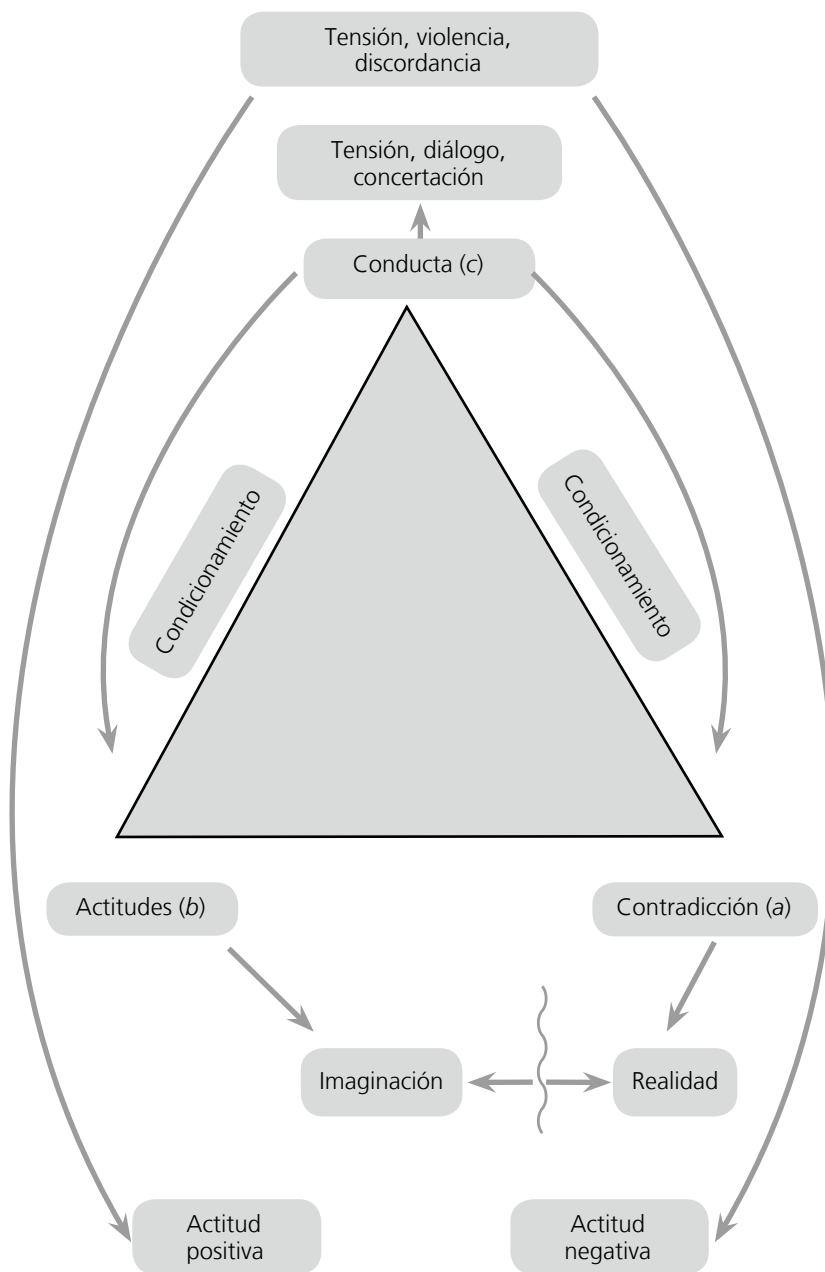 Tensión, violencia,
discordancia
Tensión, diálogo,
concertación
Conducta (c)
Condicionamiento
Condicionamiento
Actitudes (b)
Contradicción (a)
Imaginación
Realidad
Actitud
positiva
Actitud
negativa